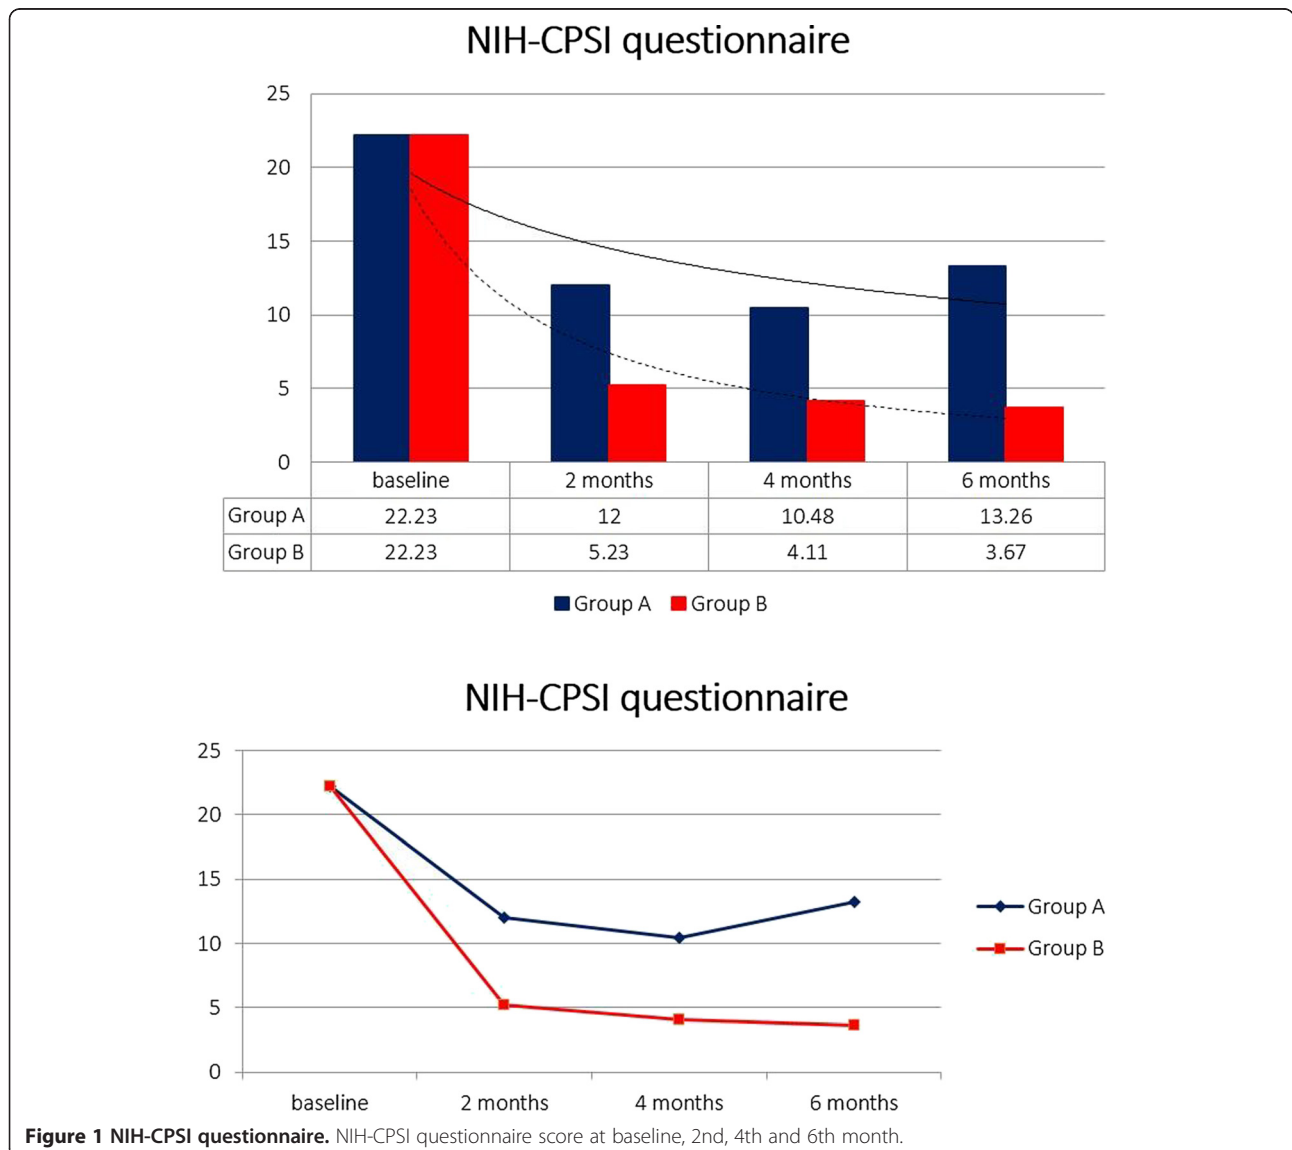 NIH-CPSI questionnaire
25
20
15
10
5
0
baseline 2 months 4 months 6 months
Group A 22.23 12 10.48 13.26
Group B 22.23 5.23 4.11 3.67
Group A Group B
NIH-CPSI questionnaire
25
20
15
10
5
0
Group A
Group B
baseline 2 months 4 months 6 months
Figure 1 NIH-CPSI questionnaire. NIH-CPSI questionnaire score at baseline, 2nd, 4th and 6th month.